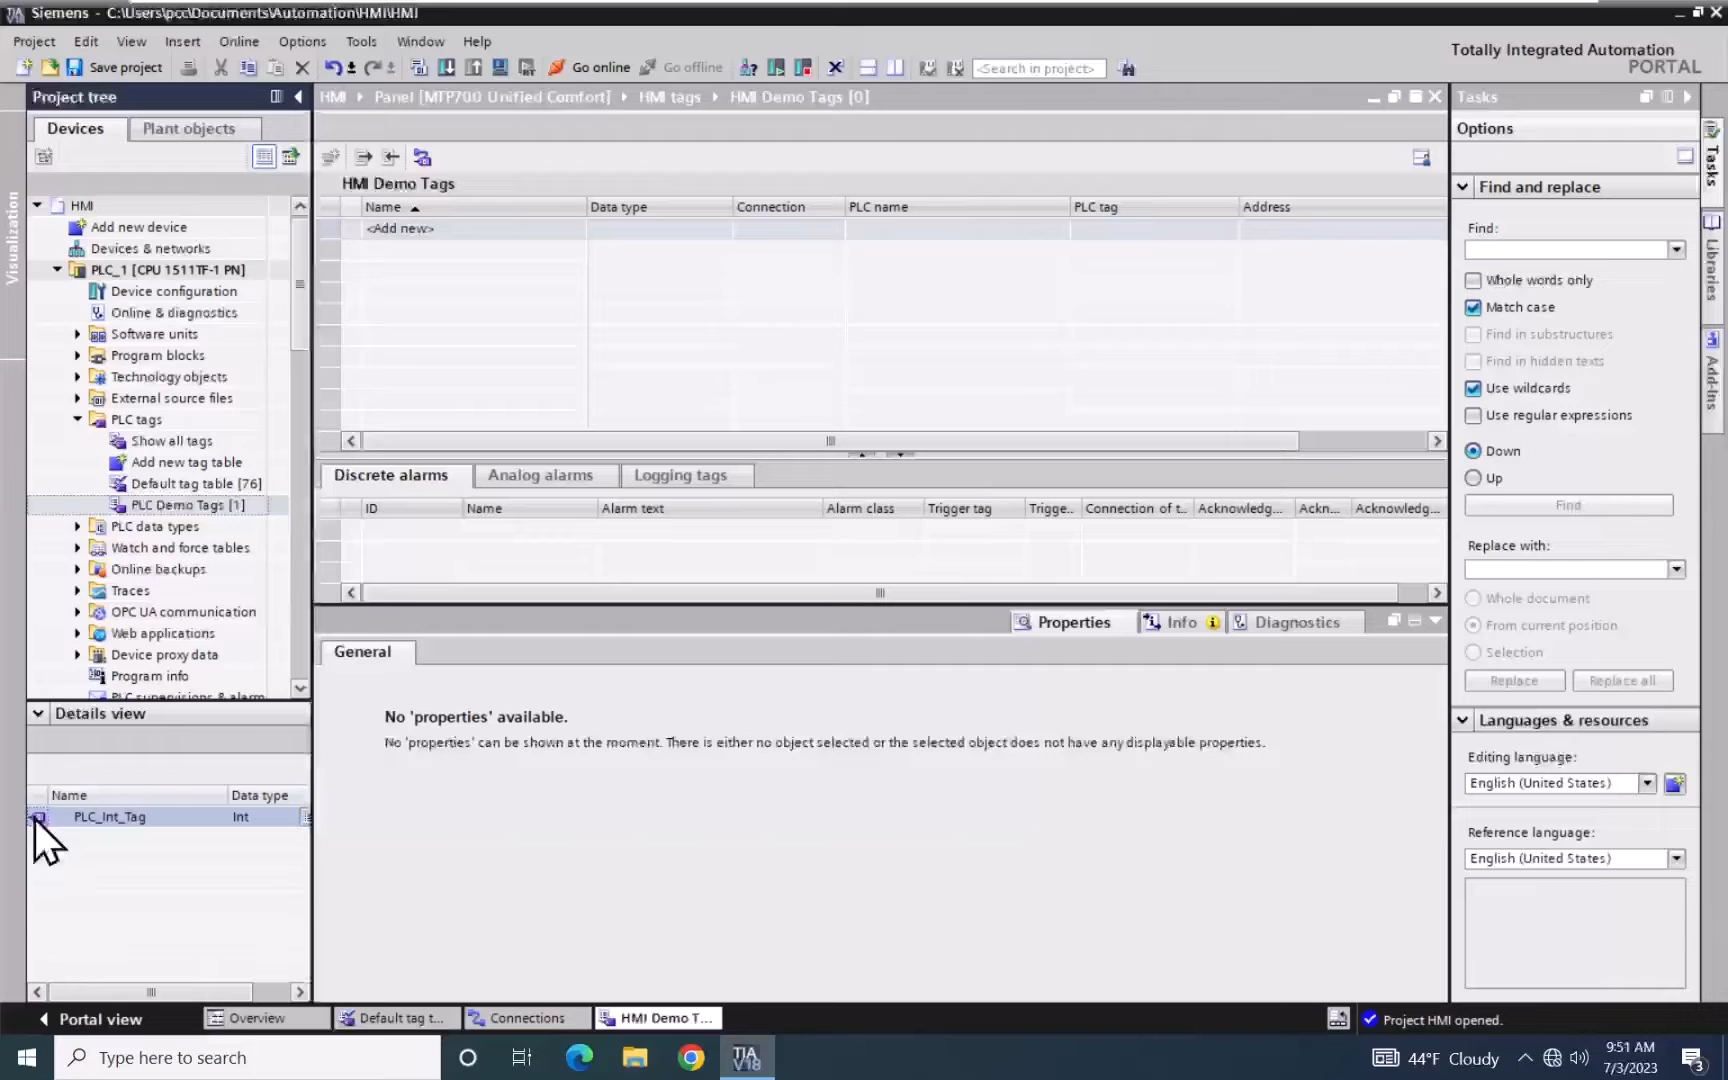 Siemens - C:\Users\pcc\Documents\Automation\HMI\HMI
Project Edit View Insert Online Options Tools Window Help
Totally Integrated Automation
PORTAL
Save project
Go online
Go offline
<Search in project>
Project tree
HMI
Panel [MTP700 Unified Comfort]
HMI tags
HMI Demo Tags [0]
Tasks
Devices
Plant objects
Options
Visualization
HMI
Add new device
Devices & networks
PLC_1 [CPU 1511TF-1 PN]
Device configuration
Online & diagnostics
Software units
Program blocks
Technology objects
External source files
PLC tags
Show all tags
Add new tag table
Default tag table [76]
PLC Demo Tags [1]
PLC data types
Watch and force tables
Online backups
Traces
OPC UA communication
Web applications
Device proxy data
Program info
PLC supervisions & alarm
Details view
Name Data type
PLC_Int_Tag Int
HMI Demo Tags
Name Data type Connection PLC name PLC tag Address
<Add new>
Discrete alarms
Analog alarms
Logging tags
ID Name Alarm text Alarm class Trigger tag Trigge.. Connection of t.. Acknowledg... Ackn... Acknowledg...
Properties
Info
Diagnostics
General
No 'properties' available.
No 'properties' can be shown at the moment. There is either no object selected or the selected object does not have any displayable properties.
Find and replace
Find:
Whole words only
Match case
Find in substructures
Find in hidden texts
Use wildcards
Use regular expressions
Down
Up
Find
Replace with:
Whole document
From current position
Selection
Replace
Replace all
Languages & resources
Editing language:
English (United States)
Reference language:
English (United States)
Tasks
Libraries
Add-Ins
Portal view
Overview
Default tag t...
Connections
HMI Demo T...
Project HMI opened.
Type here to search
TIA
V18
44°F Cloudy
9:51 AM
7/3/2023
3